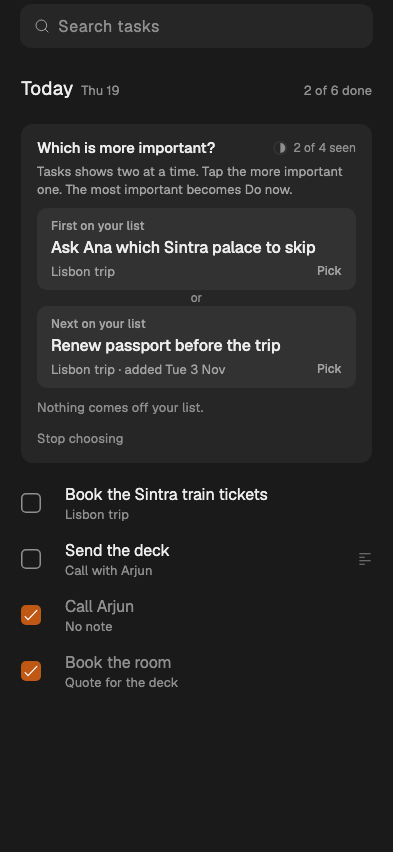 Search tasks
Today Thu 19
2 of 6 done
Which is more important?
2 of 4 seen
Tasks shows two at a time. Tap the more important
one. The most important becomes Do now.
First on your list
Ask Ana which Sintra palace to skip
Lisbon trip
Pick
or
Next on your list
Renew passport before the trip
Lisbon trip · added Tue 3 Nov
Pick
Nothing comes off your list.
Stop choosing
Book the Sintra train tickets
Lisbon trip
Send the deck
Call with Arjun
Call Arjun
No note
Book the room
Quote for the deck